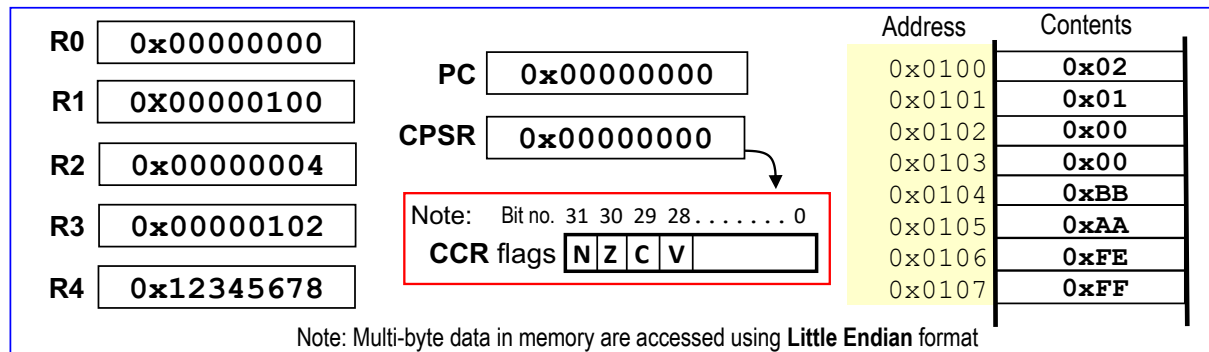 R0 0x00000000
R1 0X00000100
R2 0x00000004
R3 0x00000102
R4 0x12345678
PC 0x00000000
CPSR 0x00000000
Note: Bit no. 31 30 29 28.......0
CCR flags N Z C V
Address Contents
0x0100 0x02
0x0101 0x01
0x0102 0x00
0x0103 0x00
0x0104 0xBB
0x0105 0xAA
0x0106 0xFE
0x0107 0xFF
Note: Multi-byte data in memory are accessed using Little Endian format